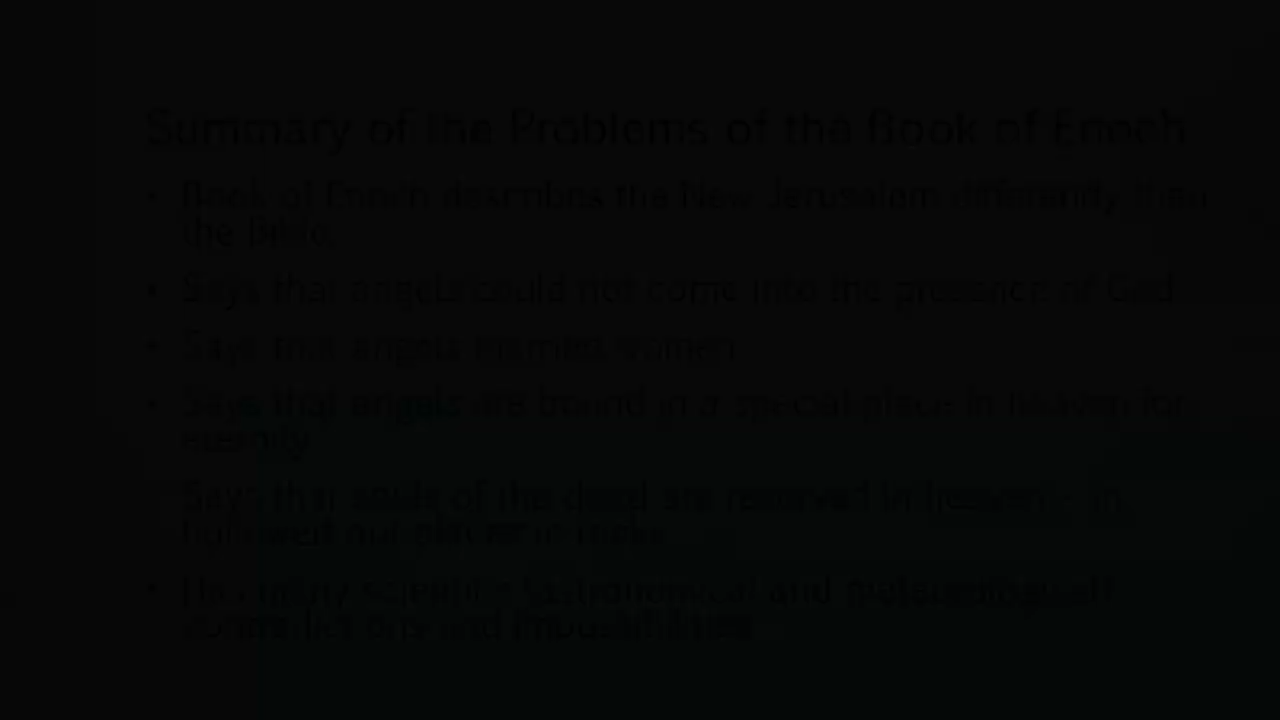 Summary of the Problems of the Book of Enoch
• Book of Enoch describes the New Jerusalem differently than
the Bible
• Says that angels could not come into the presence of God
• Says that angels women
• Says that angels are bound in a special place in heaven for
eternity
Says that souls of the dead are reserved in heaven - in
hollowed out
• Has many scientific (astronomical and meteorological)
contradictions and impossibilities